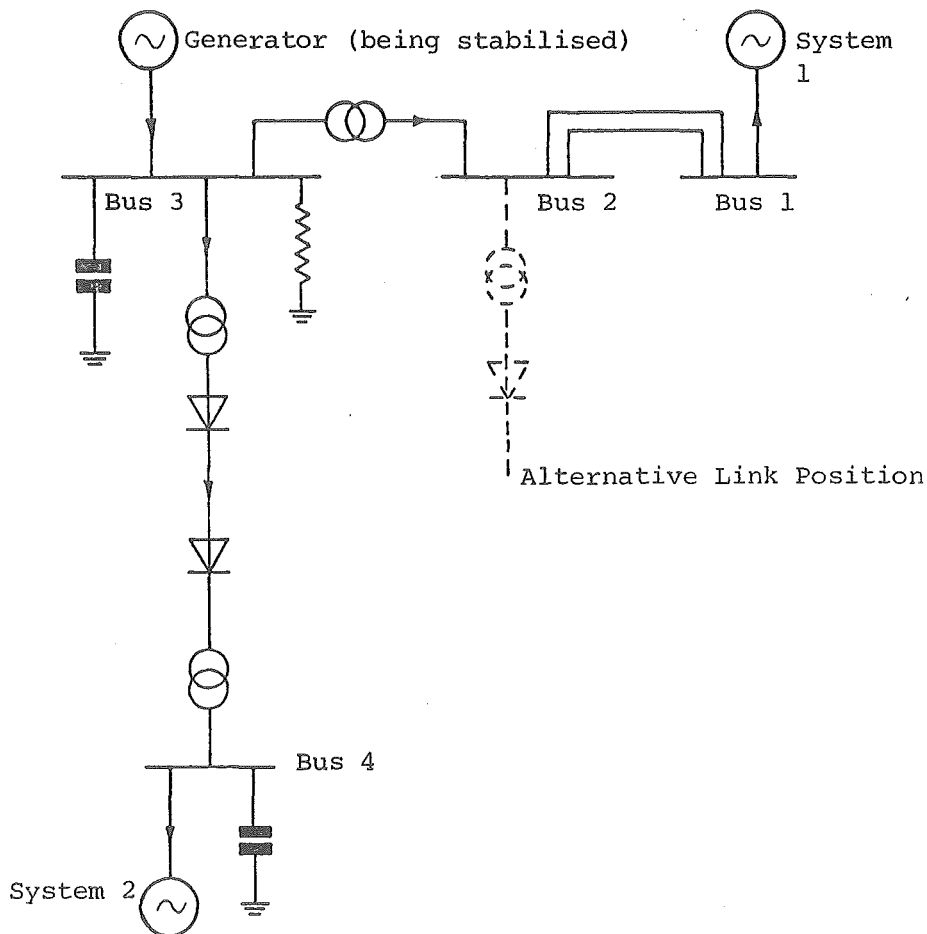 Generator (being stabilised)
System
1
Bus 3
Bus 2
Bus 1
Alternative Link Position
Bus 4
System 2